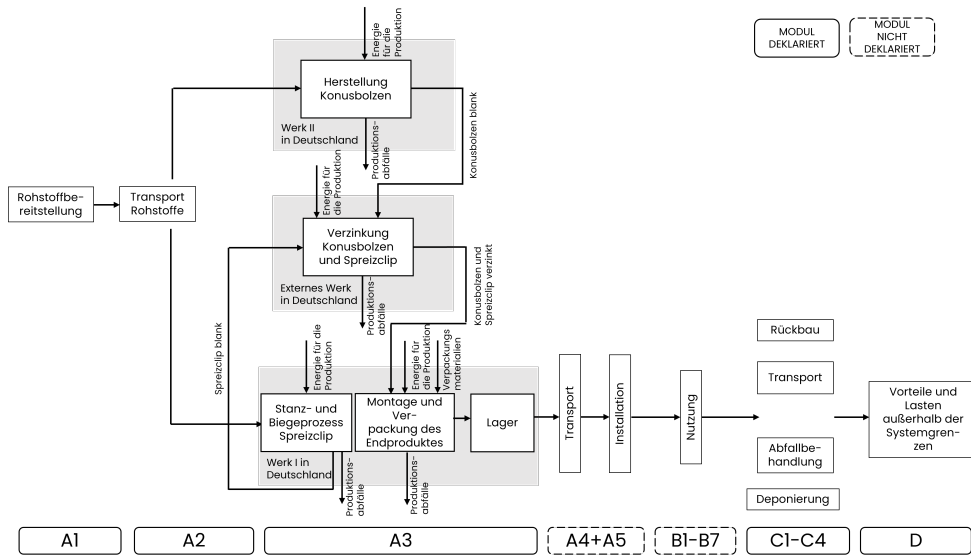 MODUL
DEKLARIERT
MODUL
NICHT
DEKLARIERT
Energie
für die
Produktion
Herstellung
Konusbolzen
Werk II
in Deutschland
Produktions-
abfälle
Konusbolzen blank
Rohstoffbe-
reitstellung
Transport
Rohstoffe
Energie für
die Produktion
Verzinkung
Konusbolzen
und Spreizclip
Externes Werk
in Deutschland
Produktions-
abfälle
Konusbolzen und
Spreizclip verzinkt
Spreizclip blank
Energie für die
Produktion
Energie für
die Produktion
Verpackungs
materialien
Stanz- und
Biegeprozess
Spreizclip
Werk I in
Deutschland
Produktions-
abfälle
Montage und
Ver-
packung des
Endproduktes
Produktions-
abfälle
Lager
Transport
Installation
Nutzung
Rückbau
Transport
Abfallbe-
handlung
Deponierung
Vorteile und
Lasten
außerhalb der
Systemgren-
zen
A1
A2
A3
A4+A5
B1-B7
C1-C4
D